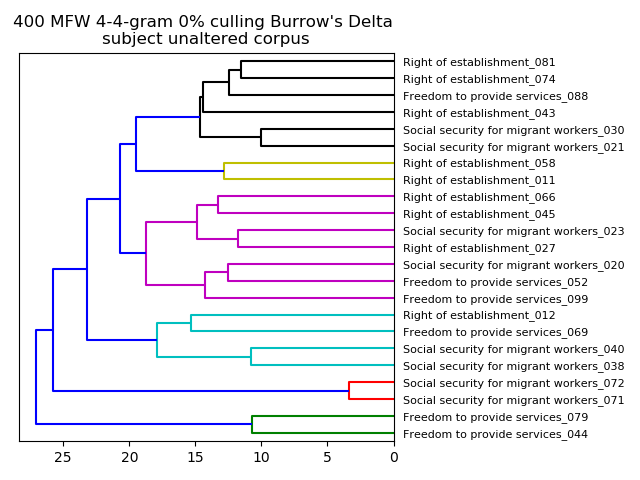 400 MFW 4-4-gram 0% culling Burrow's Delta
subject unaltered corpus
Right of establishment_081
Right of establishment_074
Freedom to provide services_088
Right of establishment_043
Social security for migrant workers_030
Social security for migrant workers_021
Right of establishment_058
Right of establishment_011
Right of establishment_066
Right of establishment_045
Social security for migrant workers_023
Right of establishment_027
Social security for migrant workers_020
Freedom to provide services_052
Freedom to provide services_099
Right of establishment_012
Freedom to provide services_069
Social security for migrant workers_040
Social security for migrant workers_038
Social security for migrant workers_072
Social security for migrant workers_071
Freedom to provide services_079
Freedom to provide services_044
25 20 15 10 5 0